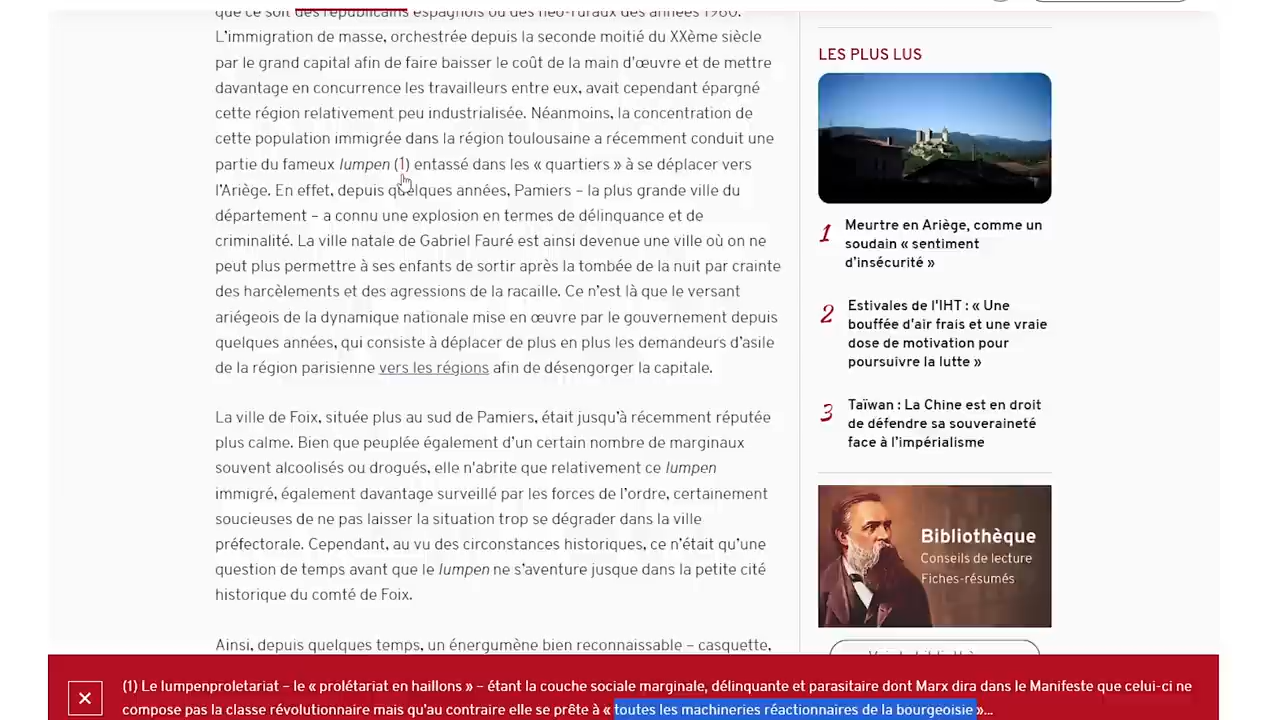 que ce soit des républicains espagnols ou des néo-ruraux des années 1960.
L'immigration de masse, orchestrée depuis la seconde moitié du XXème siècle
par le grand capital afin de faire baisser le coût de la main d'œuvre et de mettre
davantage en concurrence les travailleurs entre eux, avait cependant épargné
cette région relativement peu industrialisée. Néanmoins, la concentration de
cette population immigrée dans la région toulousaine a récemment conduit une
partie du fameux lumpen (1) entassé dans les « quartiers » à se déplacer vers
l'Ariège. En effet, depuis quelques années, Pamiers – la plus grande ville du
département – a connu une explosion en termes de délinquance et de
criminalité. La ville natale de Gabriel Fauré est ainsi devenue une ville où on ne
peut plus permettre à ses enfants de sortir après la tombée de la nuit par crainte
des harcèlements et des agressions de la racaille. Ce n'est là que le versant
ariégeois de la dynamique nationale mise en œuvre par le gouvernement depuis
quelques années, qui consiste à déplacer de plus en plus les demandeurs d'asile
de la région parisienne vers les régions afin de désengorger la capitale.
La ville de Foix, située plus au sud de Pamiers, était jusqu'à récemment réputée
plus calme. Bien que peuplée également d'un certain nombre de marginaux
souvent alcoolisés ou drogués, elle n'abrite que relativement ce lumpen
immigré, également davantage surveillé par les forces de l'ordre, certainement
soucieuses de ne pas laisser la situation trop se dégrader dans la ville
préfectorale. Cependant, au vu des circonstances historiques, ce n'était qu'une
question de temps avant que le lumpen ne s'aventure jusque dans la petite cité
historique du comté de Foix.
Ainsi, depuis quelques temps, un énergumène bien reconnaissable – casquette,
LES PLUS LUS
1 Meurtre en Ariège, comme un
soudain « sentiment
d'insécurité »
2 Estivales de l'IHT : « Une
bouffée d'air frais et une vraie
dose de motivation pour
poursuivre la lutte »
3 Taïwan : La Chine est en droit
de défendre sa souveraineté
face à l'impérialisme
Bibliothèque
Conseils de lecture
Fiches-résumés
(1) Le lumpenproletariat – le « prolétariat en haillons » – étant la couche sociale marginale, délinquante et parasitaire dont Marx dira dans le Manifeste que celui-ci ne
compose pas la classe révolutionnaire mais qu'au contraire elle se prête à « toutes les machineries réactionnaires de la bourgeoisie »...